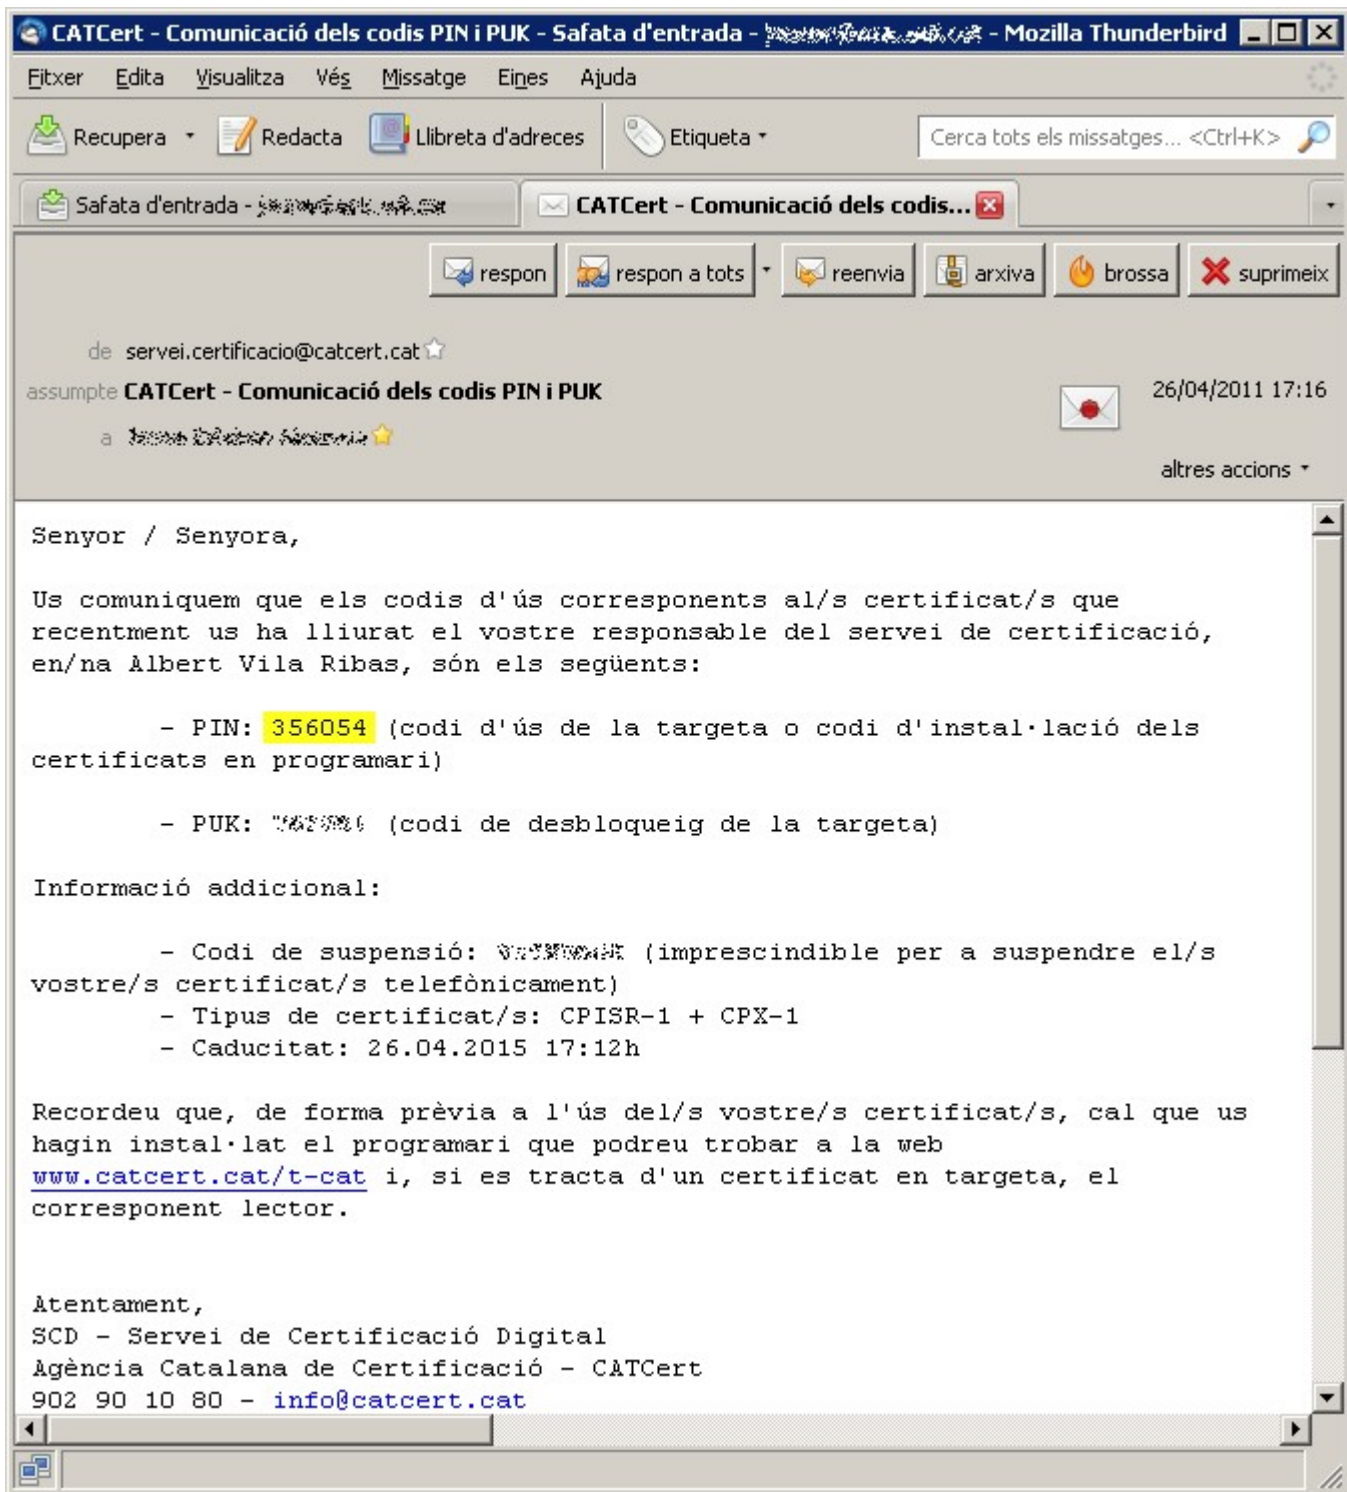 CATCert - Comunicació dels codis PIN i PUK - Safata d'entrada - - Mozilla Thunderbird
Fitxer Edita Visualitza Vés Missatge Eines Ajuda
Recupera Redacta Llibreta d'adreces Etiqueta Cerca tots els missatges... <Ctrl+K>
Safata d'entrada - CATCert - Comunicació dels codis...
respon respon a tots reenvia arxiva brossa suprimeix
de servei.certificacio@catcert.cat
assumpte CATCert - Comunicació dels codis PIN i PUK 26/04/2011 17:16
a
altres accions
Senyor / Senyora,
Us comuniquem que els codis d'ús corresponents al/s certificat/s que
recentment us ha lliurat el vostre responsable del servei de certificació,
en/na Albert Vila Ribas, són els següents:
- PIN: 356054 (codi d'ús de la targeta o codi d'instal·lació dels
certificats en programari)
- PUK: (codi de desbloqueig de la targeta)
Informació addicional:
- Codi de suspensió: (imprescindible per a suspendre el/s
vostre/s certificat/s telefònicament)
- Tipus de certificat/s: CPISR-1 + CPX-1
- Caducitat: 26.04.2015 17:12h
Recordeu que, de forma prèvia a l'ús del/s vostre/s certificat/s, cal que us
hagin instal·lat el programari que podreu trobar a la web
www.catcert.cat/t-cat i, si es tracta d'un certificat en targeta, el
corresponent lector.
Atentament,
SCD - Servei de Certificació Digital
Agència Catalana de Certificació - CATCert
902 90 10 80 - info@catcert.cat